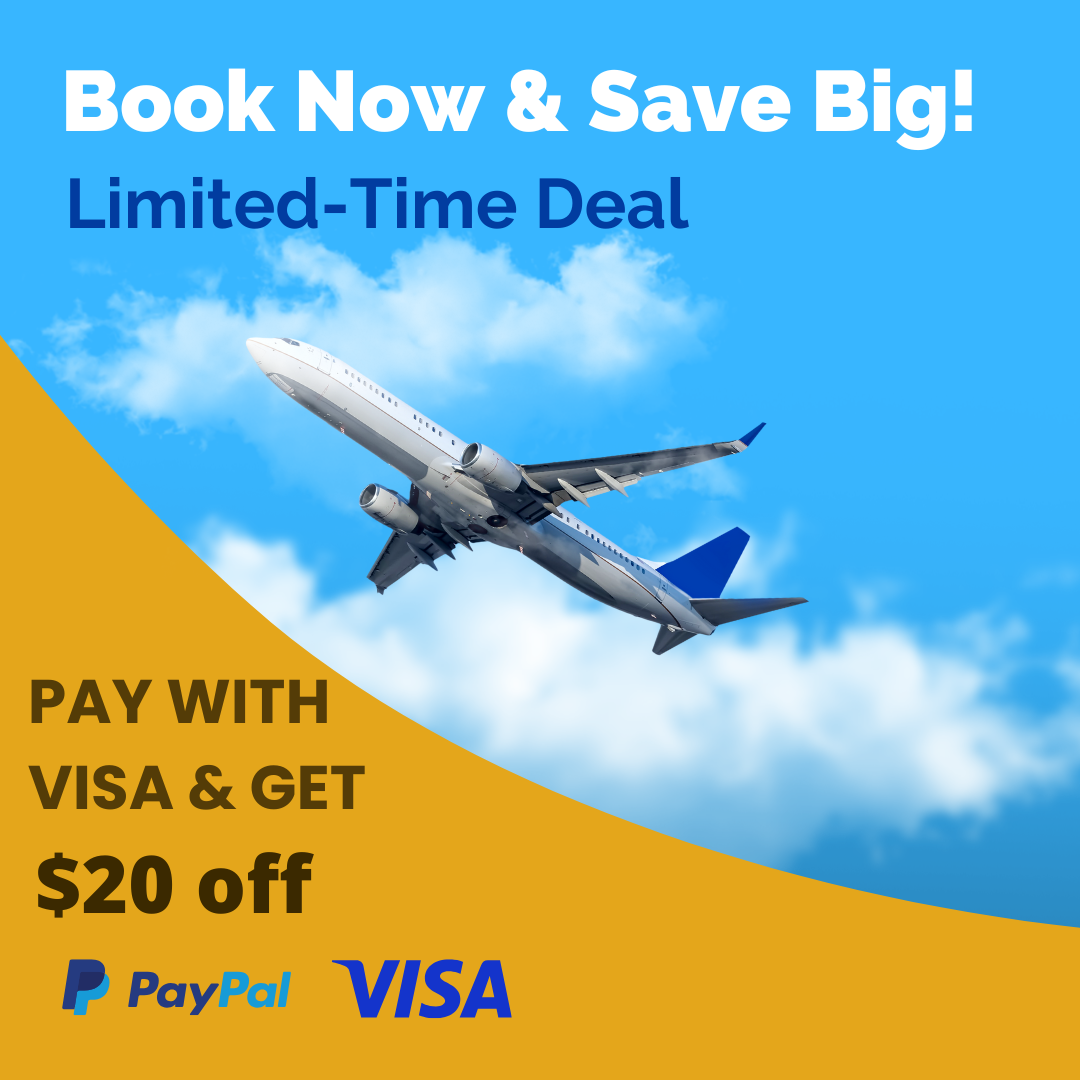 Book Now & Save Big!
Limited-Time Deal
PAY WITH
VISA & GET
$20 off
PayPal VISA